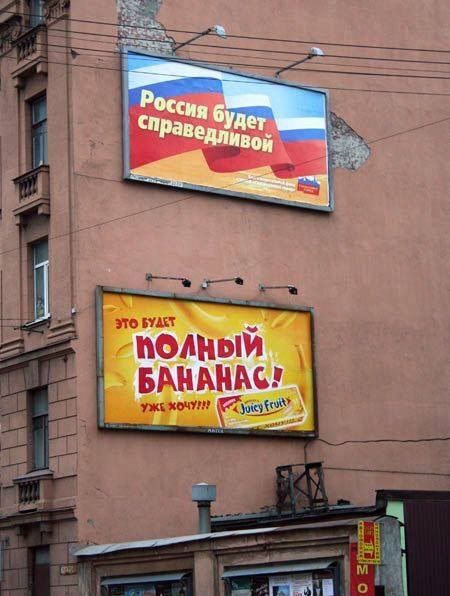 Россия будет
справедливой
ЭТО БУДЕТ
ПОЛНЫЙ
БАНАНАС!
УЖЕ ХОЧУ!!!
Juicy Fruit